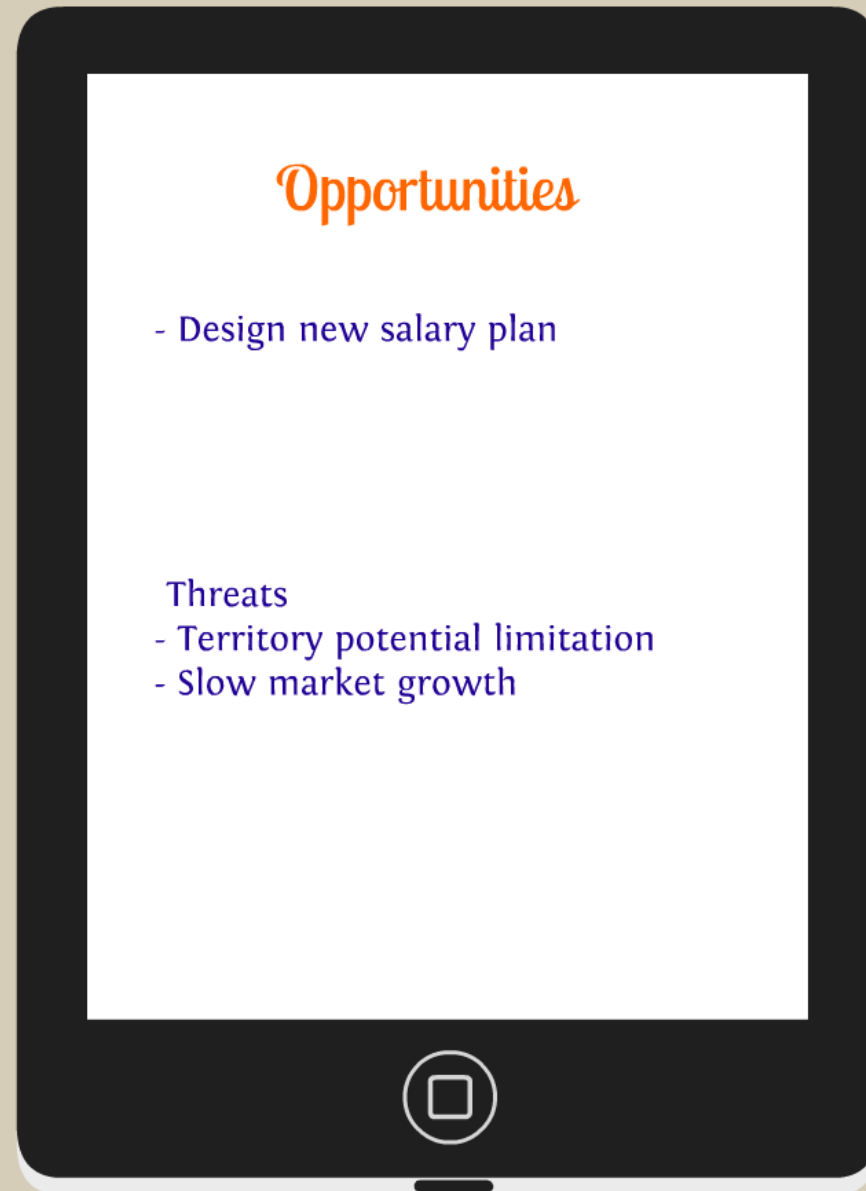 Opportunities
- Design new salary plan
Threats
- Territory potential limitation
- Slow market growth